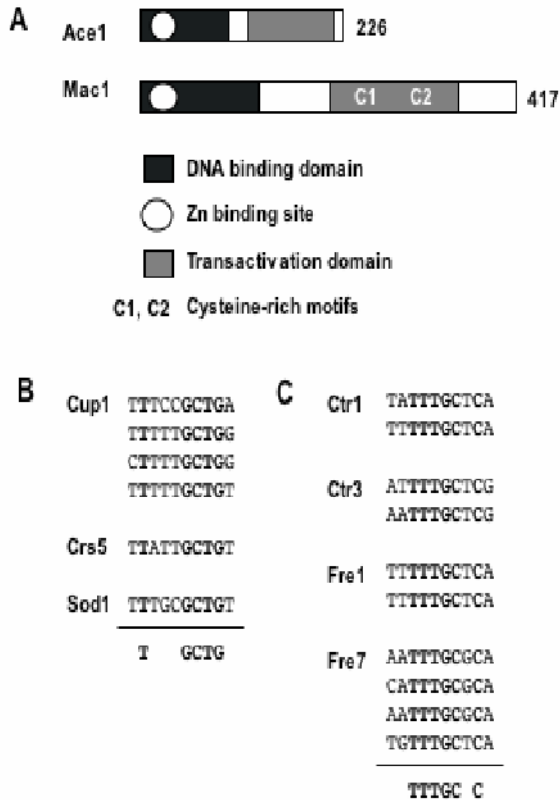 A
Ace1 226
Mac1 C1 C2 417
DNA binding domain
Zn binding site
Transactivation domain
C1, C2 Cysteine-rich motifs
B
Cup1 TTTCCGCTGA
TTTTTGCTGG
CTTTTGCTGG
TTTTTGCTGT
Crs5 TTATTGCTGT
Sod1 TTTGCGCTGT
T GCTG
C
Ctr1 TATTTGCTCA
TTTTTGCTCA
Ctr3 ATTTTGCTCG
AATTTGCTCG
Fre1 TTTTTGCTCA
TTTTTGCTCA
Fre7 AATTTGCGCA
CATTTGCGCA
AATTTGCGCA
TGTTTGCTCA
TTTGC C